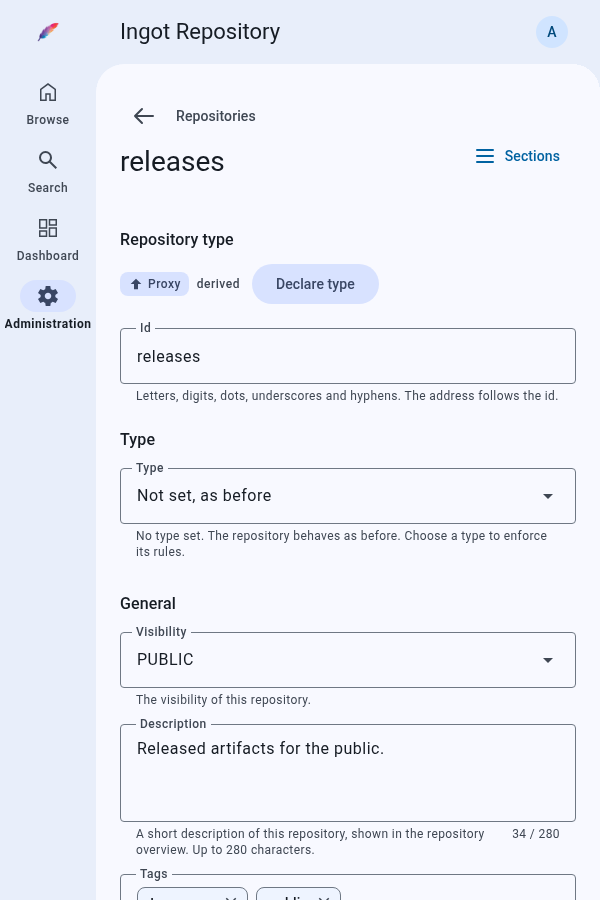 Ingot Repository
A
Browse
Search
Dashboard
Administration
Repositories
releases
Sections
Repository type
Proxy derived Declare type
Id
releases
Letters, digits, dots, underscores and hyphens. The address follows the id.
Type
Type
Not set, as before
No type set. The repository behaves as before. Choose a type to enforce
its rules.
General
Visibility
PUBLIC
The visibility of this repository.
Description
Released artifacts for the public.
A short description of this repository, shown in the repository 34 / 280
overview. Up to 280 characters.
Tags